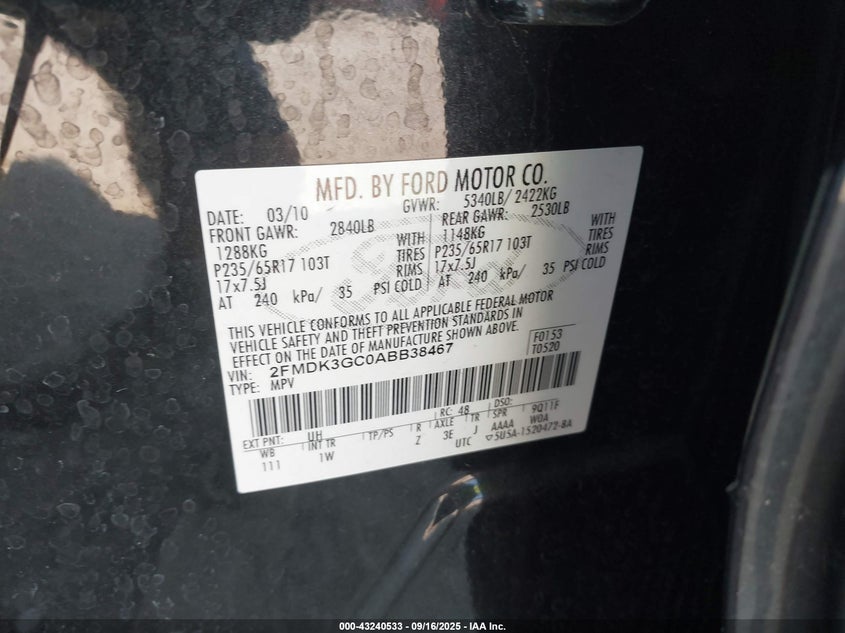 MFD. BY FORD MOTOR CO.
DATE: 03/10 GVWR: 5340LB/ 2422KG
FRONT GAWR: 2840LB REAR GAWR: 2530LB
1288KG WITH 1148KG WITH
P235/65R17 103T TIRES P235/65R17 103T TIRES
17x7.5J RIMS 17x7.5J RIMS
AT 240 kPa/ 35 PSI COLD AT 240 kPa/ 35 PSI COLD
THIS VEHICLE CONFORMS TO ALL APPLICABLE FEDERAL MOTOR
VEHICLE SAFETY AND THEFT PREVENTION STANDARDS IN
EFFECT ON THE DATE OF MANUFACTURE SHOWN ABOVE.
VIN: 2FMDK3GC0ABB38467 F0153
TYPE: MPV T0520
EXT PNT: UH RC: 48 DSO: 9Q11F
WB INT TR TP/PS R AXLE TR SPR W0A
111 1W Z 3E J AAAA
UTC ▽5U5A-1520472-BA
000-43240533 - 09/16/2025 - IAA Inc.